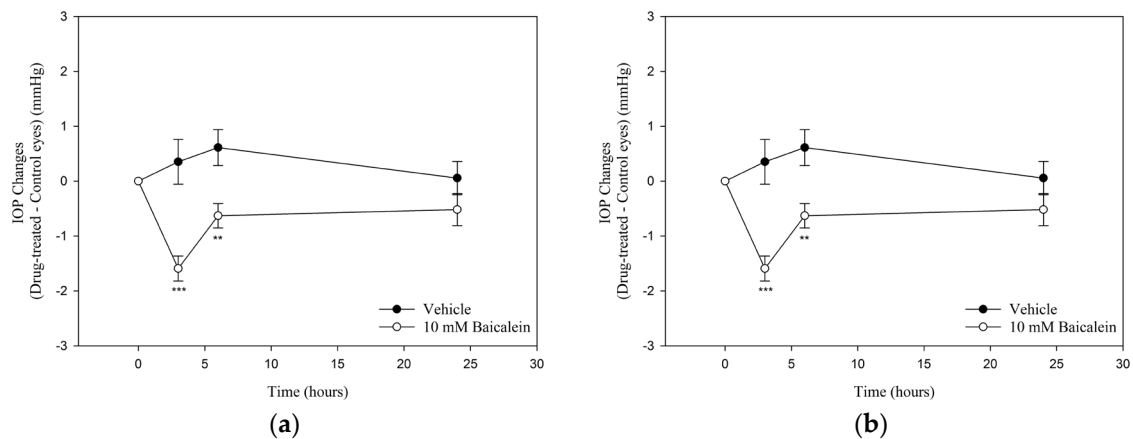 3
2
1
0
-1
-2
-3
IOP Changes
(Drug-treated - Control eyes) (mmHg)
***
**
Vehicle
10 mM Baicalein
0 5 10 15 20 25 30
Time (hours)
(a)
3
2
1
0
-1
-2
-3
IOP Changes
(Drug-treated - Control eyes) (mmHg)
***
**
Vehicle
10 mM Baicalein
0 5 10 15 20 25 30
Time (hours)
(b)